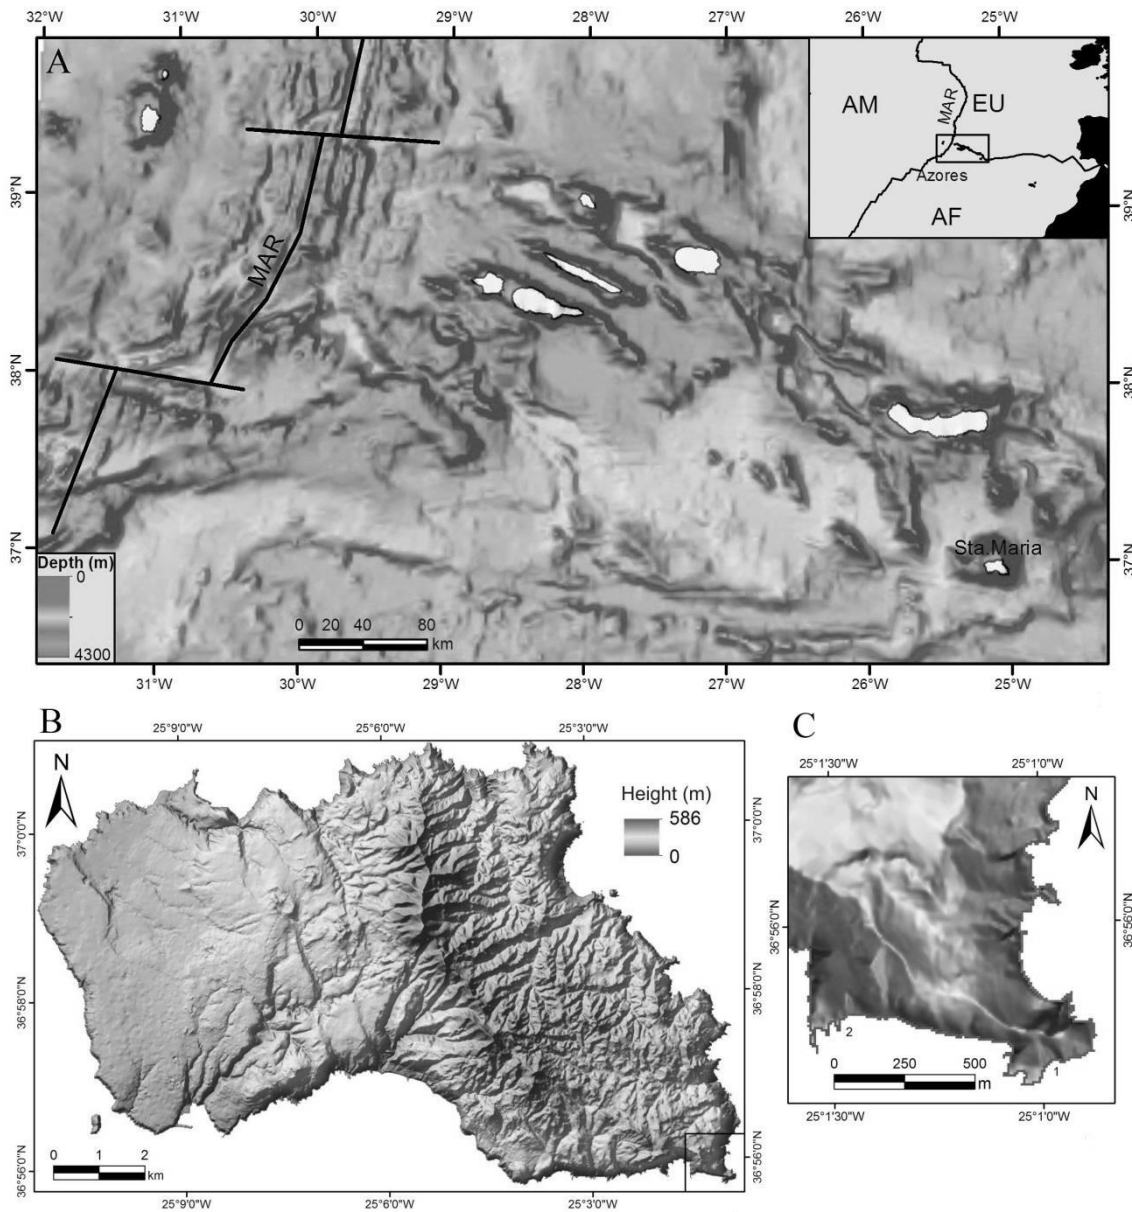 32°W 31°W 30°W 29°W 28°W 27°W 26°W 25°W
A
AM
MAR
EU
Azores
AF
39°N
39°N
MAR
38°N
38°N
37°N
37°N
Sta.Maria
Depth (m)
0
4300
0 20 40 80
km
31°W 30°W 29°W 28°W 27°W 26°W 25°W
B
25°9'0"W 25°6'0"W 25°3'0"W
N
Height (m)
586
0
37°0'0"N
37°0'0"N
36°58'0"N
36°58'0"N
36°56'0"N
36°56'0"N
0 1 2
km
25°9'0"W 25°6'0"W 25°3'0"W
C
25°1'30"W 25°1'0"W
N
36°56'0"N
36°56'0"N
2
1
0 250 500
m
25°1'30"W 25°1'0"W